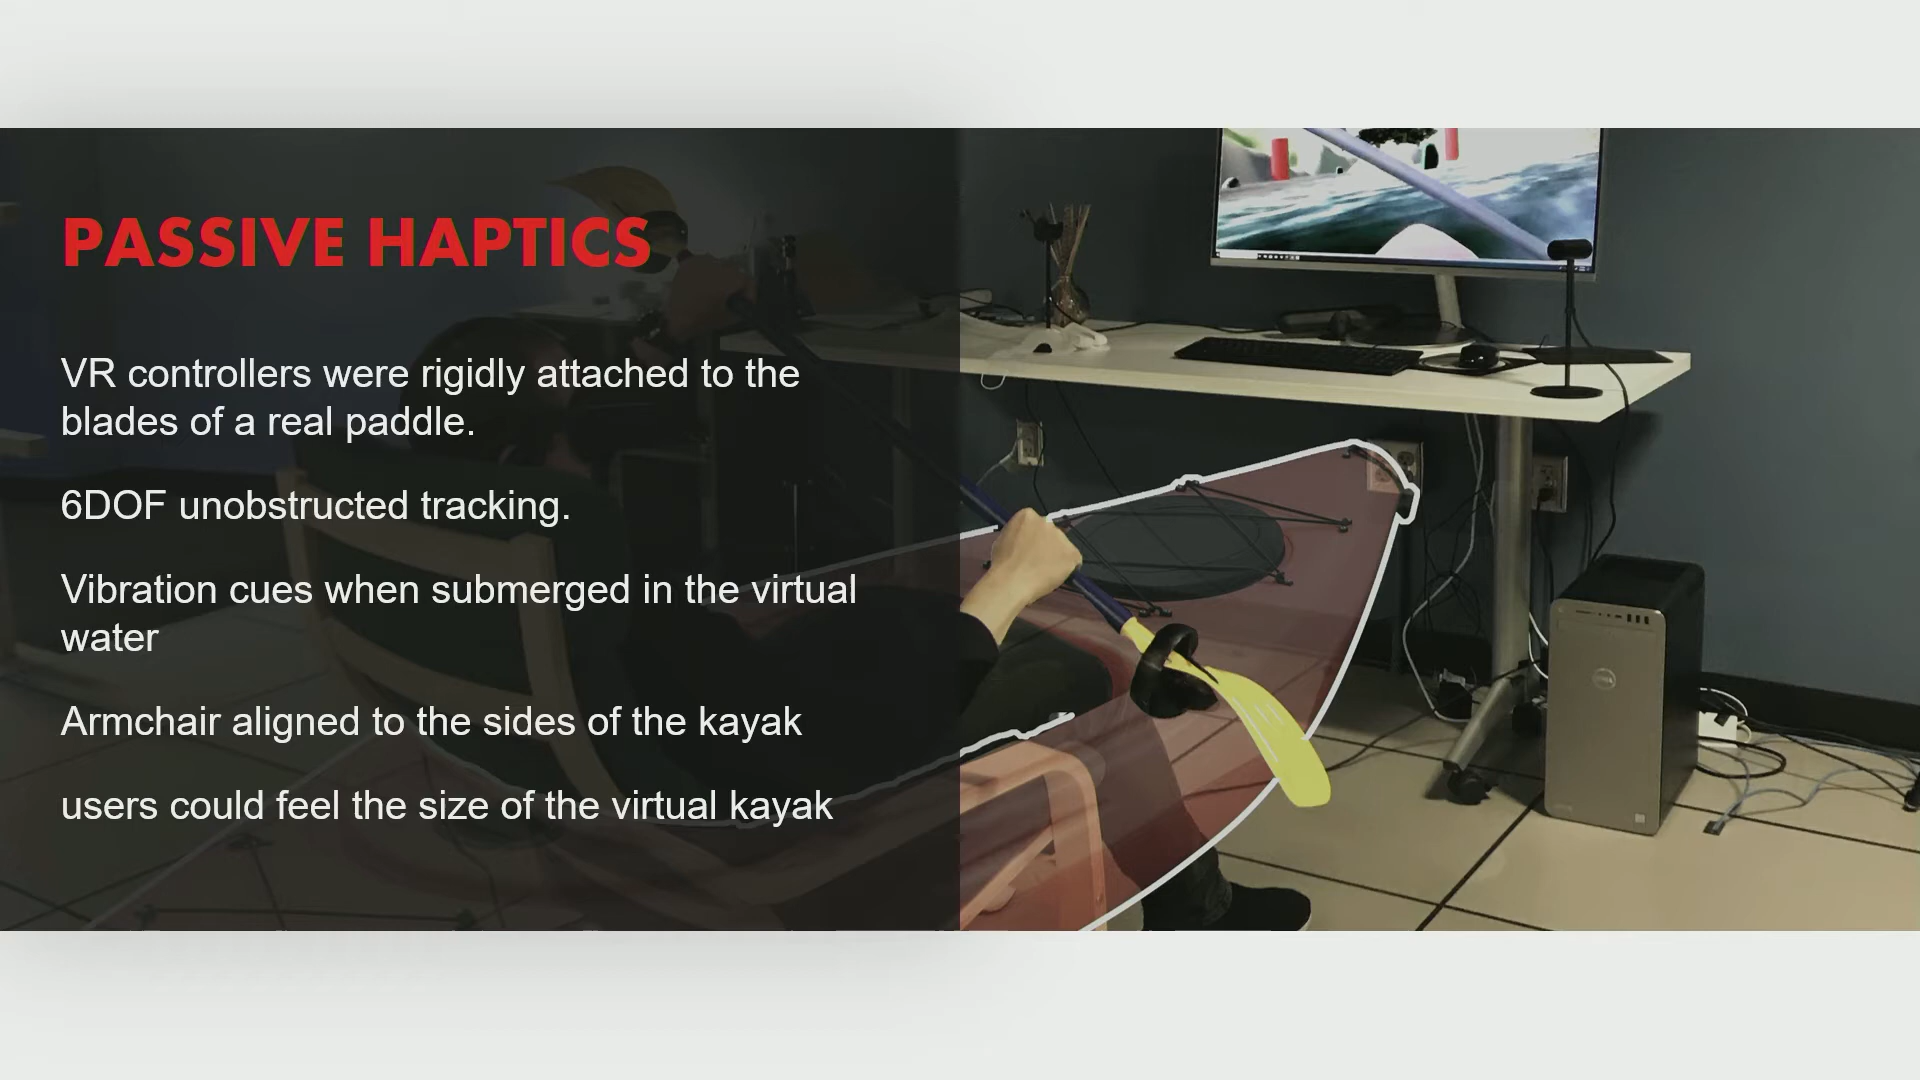 PASSIVE HAPTICS
VR controllers were rigidly attached to the
blades of a real paddle.
6DOF unobstructed tracking.
Vibration cues when submerged in the virtual
water
Armchair aligned to the sides of the kayak
users could feel the size of the virtual kayak